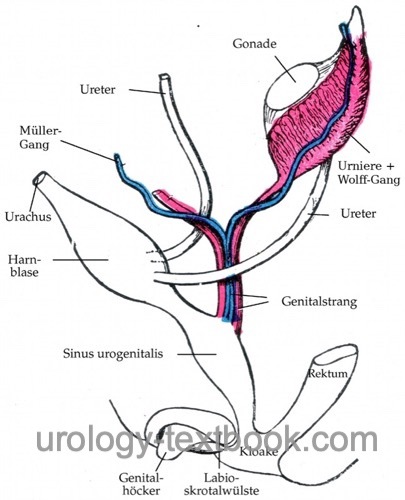 Gonade
Ureter
Müller-
Gang
Urniere +
Wolff-Gang
Ureter
Urachus
Harn-
blase
Genitalstrang
Sinus urogenitalis
Rektum
urology-textbook.com
Kloake
Genital-
höcker
Labio-
skrotalwülste